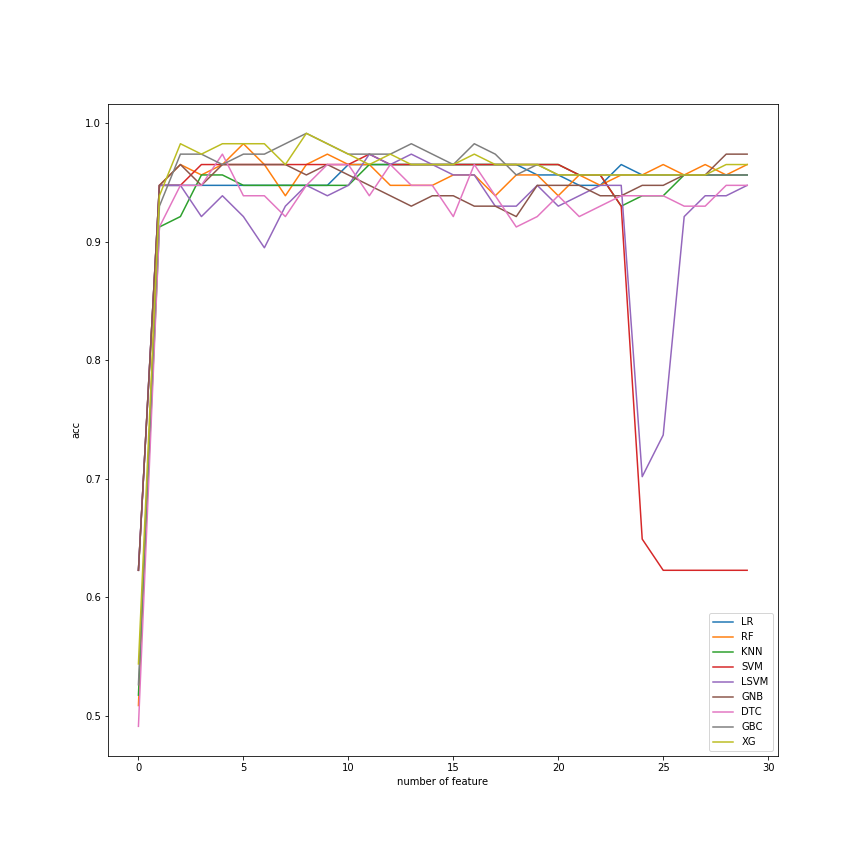 1.0
0.9
0.8
0.7
0.6
0.5
acc
0 5 10 15 20 25 30
number of feature
LR
RF
KNN
SVM
LSVM
GNB
DTC
GBC
XG